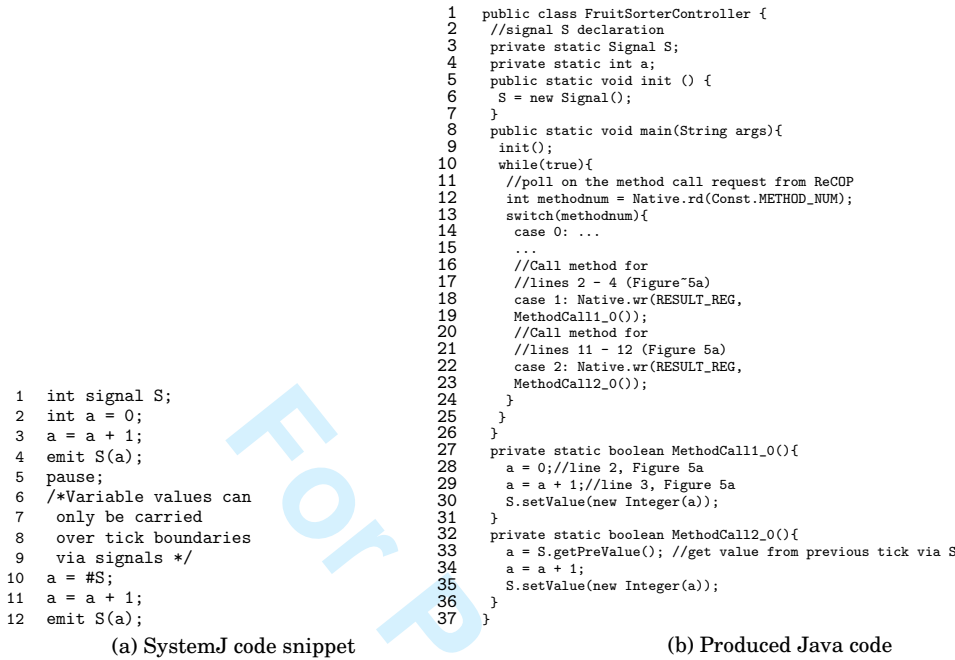 1 int signal S;
2 int a = 0;
3 a = a + 1;
4 emit S(a);
5 pause;
6 /*Variable values can
7 only be carried
8 over tick boundaries
9 via signals */
10 a = #S;
11 a = a + 1;
12 emit S(a);
(a) SystemJ code snippet
1 public class FruitSorterController {
2 //signal S declaration
3 private static Signal S;
4 private static int a;
5 public static void init () {
6 S = new Signal();
7 }
8 public static void main(String args){
9 init();
10 while(true){
11 //poll on the method call request from ReCOP
12 int methodnum = Native.rd(Const.METHOD_NUM);
13 switch(methodnum){
14 case 0: ...
15 ...
16 //Call method for
17 //lines 2 - 4 (Figure~5a)
18 case 1: Native.wr(RESULT_REG,
19 MethodCall1_0());
20 //Call method for
21 //lines 11 - 12 (Figure 5a)
22 case 2: Native.wr(RESULT_REG,
23 MethodCall2_0());
24 }
25 }
26 }
27 private static boolean MethodCall1_0(){
28 a = 0;//line 2, Figure 5a
29 a = a + 1;//line 3, Figure 5a
30 S.setValue(new Integer(a));
31 }
32 private static boolean MethodCall2_0(){
33 a = S.getPreValue(); //get value from previous tick via S
34 a = a + 1;
35 S.setValue(new Integer(a));
36 }
37 }
(b) Produced Java code
For P